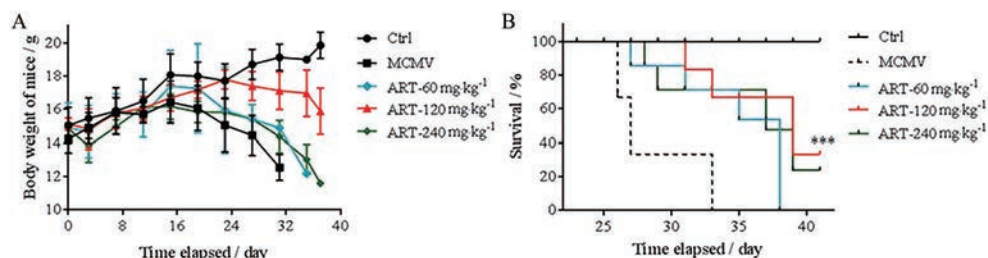 A
Body weight of mice / g
20
18
16
14
12
10
0 8 16 24 32 40
Time elapsed / day
Ctrl
MCMV
ART-60 mg·kg⁻¹
ART-120 mg·kg⁻¹
ART-240 mg·kg⁻¹
B
Survival / %
100
80
60
40
20
0
25 30 35 40
Time elapsed / day
***
Ctrl
MCMV
ART-60 mg·kg⁻¹
ART-120 mg·kg⁻¹
ART-240 mg·kg⁻¹